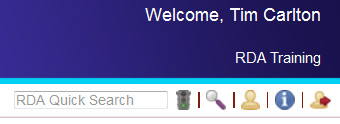 Welcome, Tim Carlton
RDA Training
RDA Quick Search